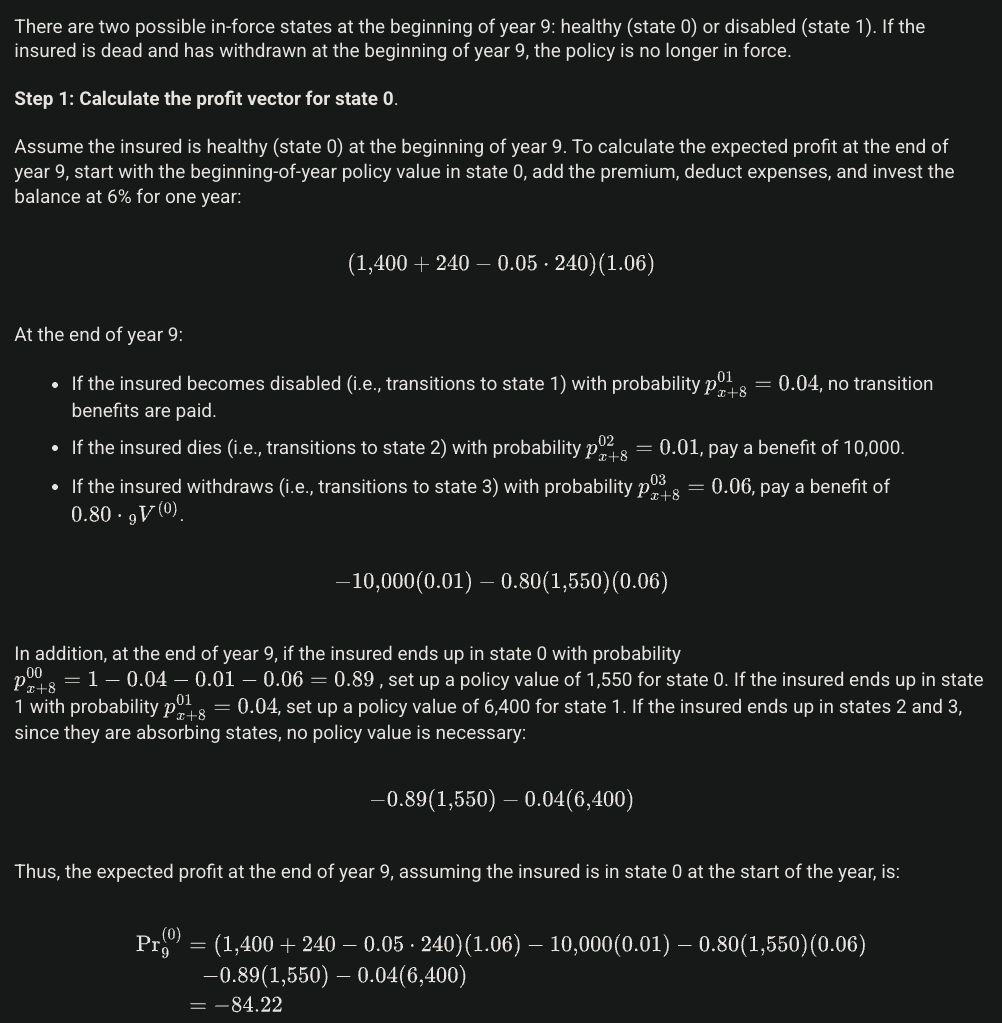 There are two possible in-force states at the beginning of year 9: healthy (state 0) or disabled (state 1). If the
insured is dead and has withdrawn at the beginning of year 9, the policy is no longer in force.
Step 1: Calculate the profit vector for state 0.
Assume the insured is healthy (state 0) at the beginning of year 9. To calculate the expected profit at the end of
year 9, start with the beginning-of-year policy value in state 0, add the premium, deduct expenses, and invest the
balance at 6% for one year:
(1,400 + 240 − 0.05 · 240)(1.06)
At the end of year 9:
• If the insured becomes disabled (i.e., transitions to state 1) with probability $p_{x+8}^{01} = 0.04$, no transition
benefits are paid.
• If the insured dies (i.e., transitions to state 2) with probability $p_{x+8}^{02} = 0.01$, pay a benefit of 10,000.
• If the insured withdraws (i.e., transitions to state 3) with probability $p_{x+8}^{03} = 0.06$, pay a benefit of
$0.80 \cdot {}_{9}V^{(0)}$.
−10,000(0.01) − 0.80(1,550)(0.06)
In addition, at the end of year 9, if the insured ends up in state 0 with probability
$p_{x+8}^{00} = 1 − 0.04 − 0.01 − 0.06 = 0.89$ , set up a policy value of 1,550 for state 0. If the insured ends up in state
1 with probability $p_{x+8}^{01} = 0.04$, set up a policy value of 6,400 for state 1. If the insured ends up in states 2 and 3,
since they are absorbing states, no policy value is necessary:
−0.89(1,550) − 0.04(6,400)
Thus, the expected profit at the end of year 9, assuming the insured is in state 0 at the start of the year, is:
$\mathrm{Pr}_{9}^{(0)}$ = (1,400 + 240 − 0.05 · 240)(1.06) − 10,000(0.01) − 0.80(1,550)(0.06)
−0.89(1,550) − 0.04(6,400)
= −84.22